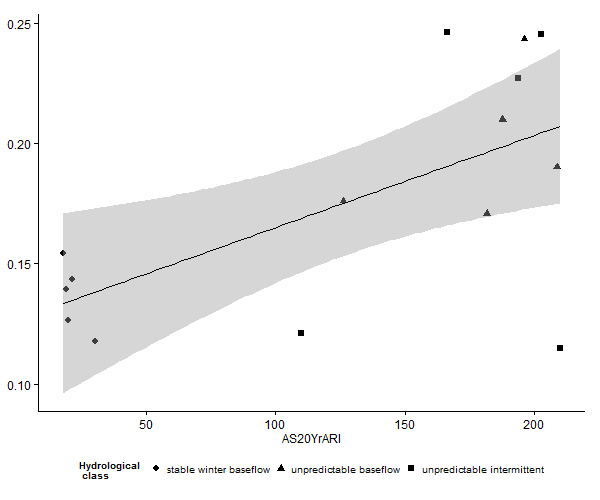 0.25
0.20
0.15
0.10
50 100 150 200
AS20YrARI
Hydrological
class
stable winter baseflow unpredictable baseflow unpredictable intermittent